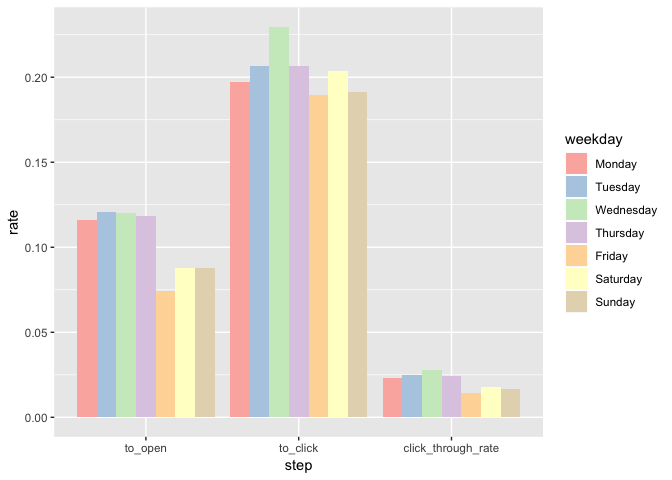 0.20
0.15
0.10
0.05
0.00
rate
to_open
to_click
click_through_rate
step
weekday
Monday
Tuesday
Wednesday
Thursday
Friday
Saturday
Sunday